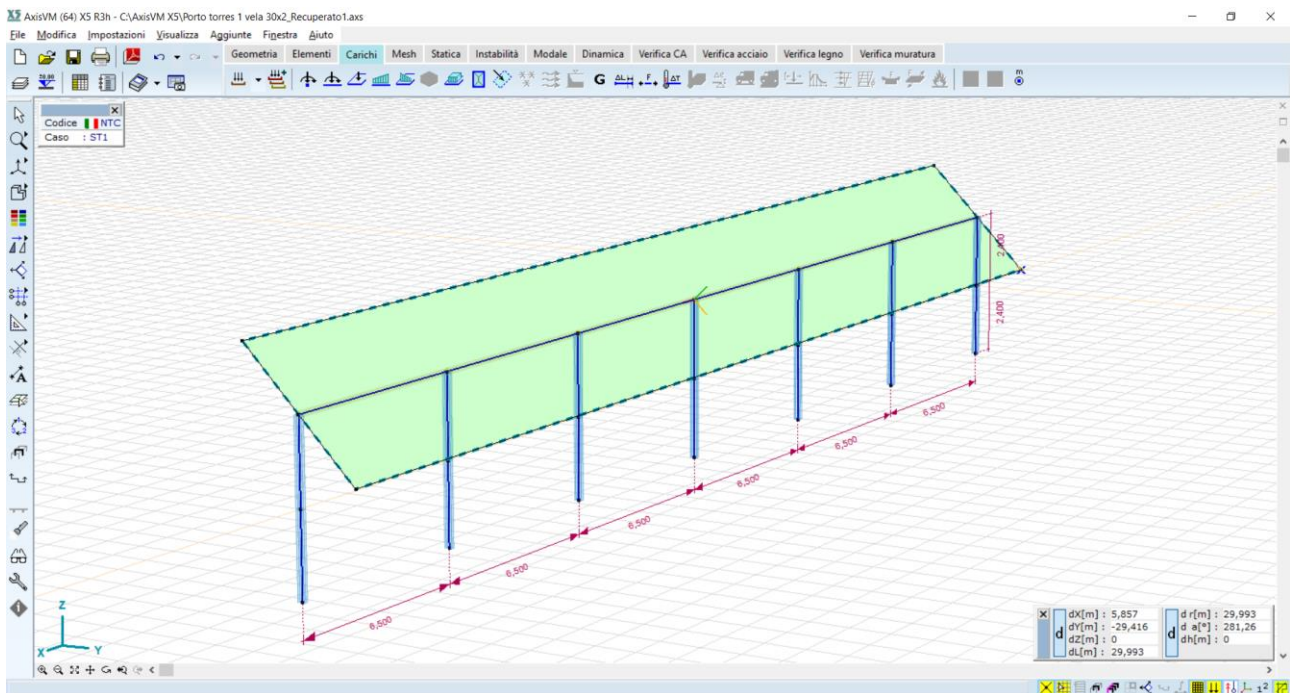 AxisVM (64) X5 R3h - C:\AxisVM X5\Porto torres 1 vela 30x2_Recuperato1.axs
File Modifica Impostazioni Visualizza Aggiunte Finestra Aiuto
Geometria Elementi Carichi Mesh Statica Instabilità Modale Dinamica Verifica CA Verifica acciaio Verifica legno Verifica muratura
G
Codice NTC
Caso : ST1
2,400
6,500
6,500
6,500
6,500
6,500
6,500
Z
X Y
dX[m] : 5,857
dY[m] : -29,416
dZ[m] : 0
dL[m] : 29,993
d r[m] : 29,993
d a[°] : 281,26
dh[m] : 0